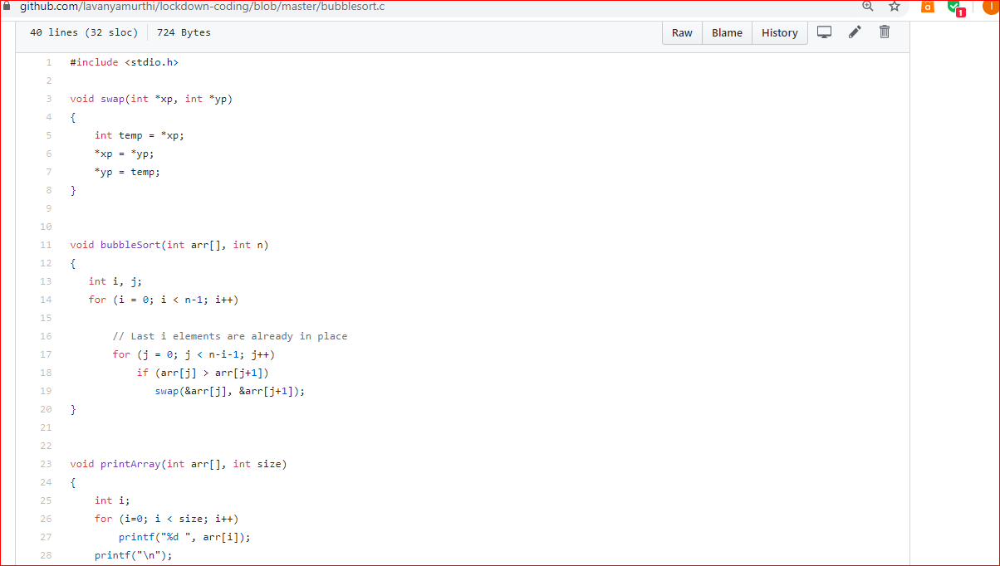 github.com/lavanyamurthi/lockdown-coding/blob/master/bubblesort.c
a
1
T
40 lines (32 sloc) 724 Bytes
Raw Blame History
1 #include <stdio.h>
2
3 void swap(int *xp, int *yp)
4 {
5 int temp = *xp;
6 *xp = *yp;
7 *yp = temp;
8 }
9
10
11 void bubbleSort(int arr[], int n)
12 {
13 int i, j;
14 for (i = 0; i < n-1; i++)
15
16 // Last i elements are already in place
17 for (j = 0; j < n-i-1; j++)
18 if (arr[j] > arr[j+1])
19 swap(&arr[j], &arr[j+1]);
20 }
21
22
23 void printArray(int arr[], int size)
24 {
25 int i;
26 for (i=0; i < size; i++)
27 printf("%d ", arr[i]);
28 printf("\n");